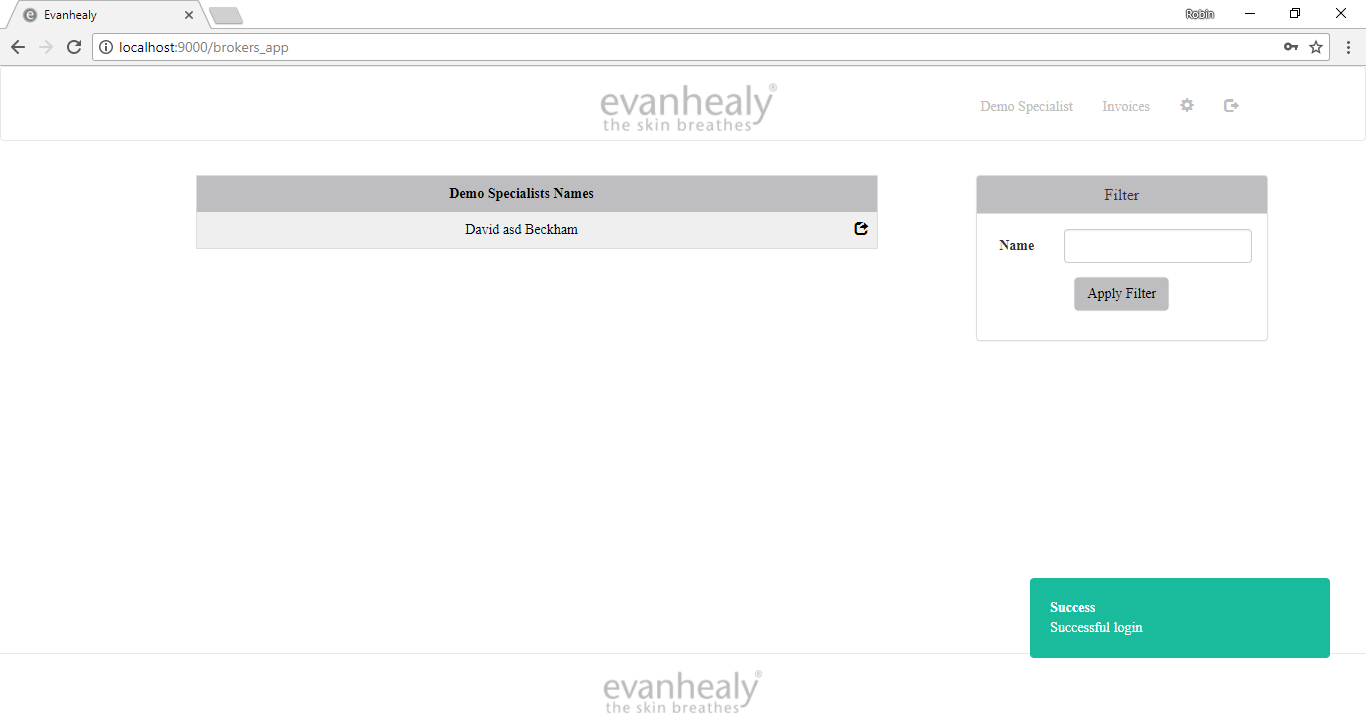 Evanhealy
Robin
localhost:9000/brokers_app
evanhealy®
the skin breathes
Demo Specialist
Invoices
Demo Specialists Names
David asd Beckham
Filter
Name
Apply Filter
Success
Successful login
evanhealy®
the skin breathes